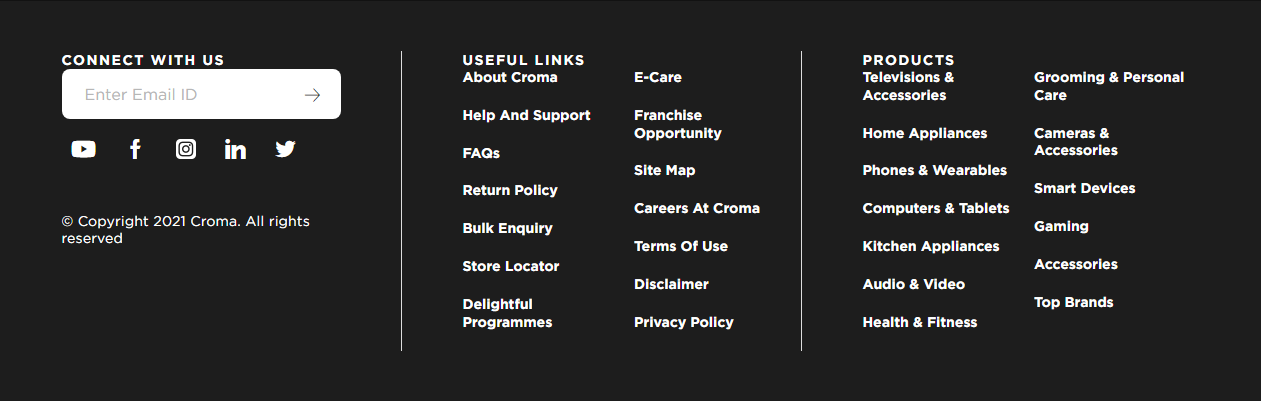 CONNECT WITH US
Enter Email ID
© Copyright 2021 Croma. All rights
reserved
USEFUL LINKS
About Croma
Help And Support
FAQs
Return Policy
Bulk Enquiry
Store Locator
Delightful
Programmes
E-Care
Franchise
Opportunity
Site Map
Careers At Croma
Terms Of Use
Disclaimer
Privacy Policy
PRODUCTS
Televisions &
Accessories
Home Appliances
Phones & Wearables
Computers & Tablets
Kitchen Appliances
Audio & Video
Health & Fitness
Grooming & Personal
Care
Cameras &
Accessories
Smart Devices
Gaming
Accessories
Top Brands